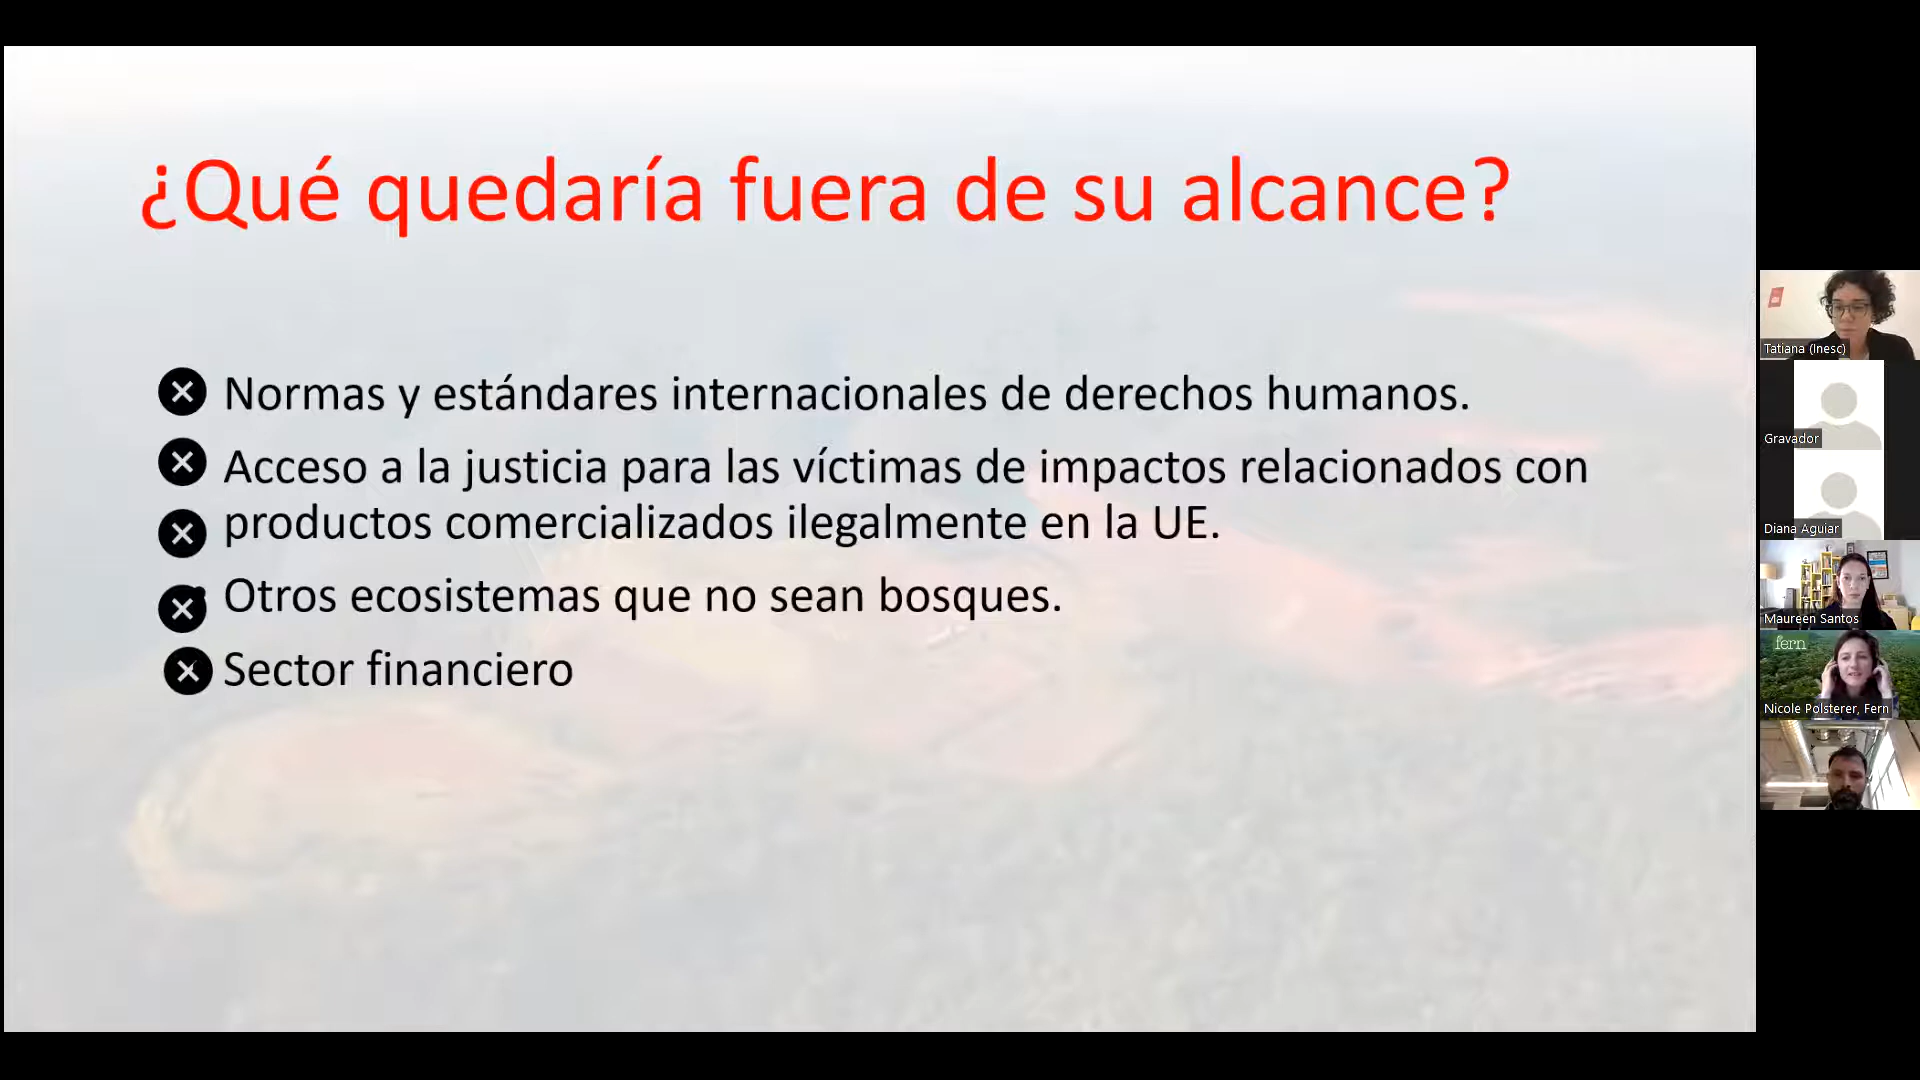 ¿Qué quedaría fuera de su alcance?
Normas y estándares internacionales de derechos humanos.
Acceso a la justicia para las víctimas de impactos relacionados con
productos comercializados ilegalmente en la UE.
Otros ecosistemas que no sean bosques.
Sector financiero
Tatiana (Inesc)
Gravador
Diana Aguiar
Maureen Santos
fern
Nicole Polsterer, Fern